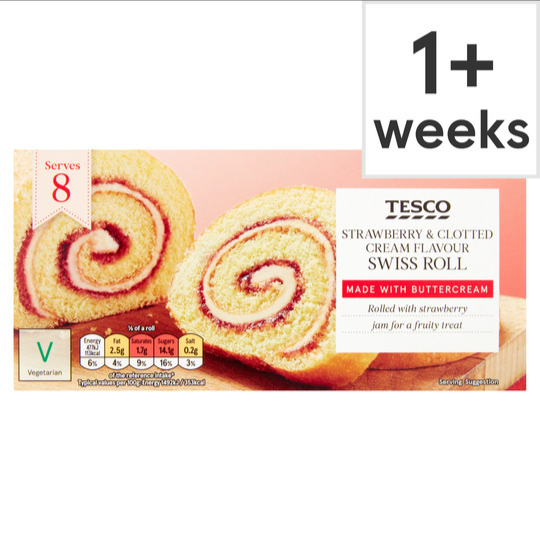 1+
weeks
Serves
8
TESCO
STRAWBERRY & CLOTTED
CREAM FLAVOUR
SWISS ROLL
MADE WITH BUTTERCREAM
Rolled with strawberry
jam for a fruity treat
V
Vegetarian
⅛ of a roll
Energy Fat Saturates Sugars Salt
477kJ 2.5g 1.7g 14.1g 0.2g
113kcal
6% 4% 9% 16% 3%
of the reference intake*
Typical values per 100g: Energy 1492kJ / 353kcal
Serving Suggestion